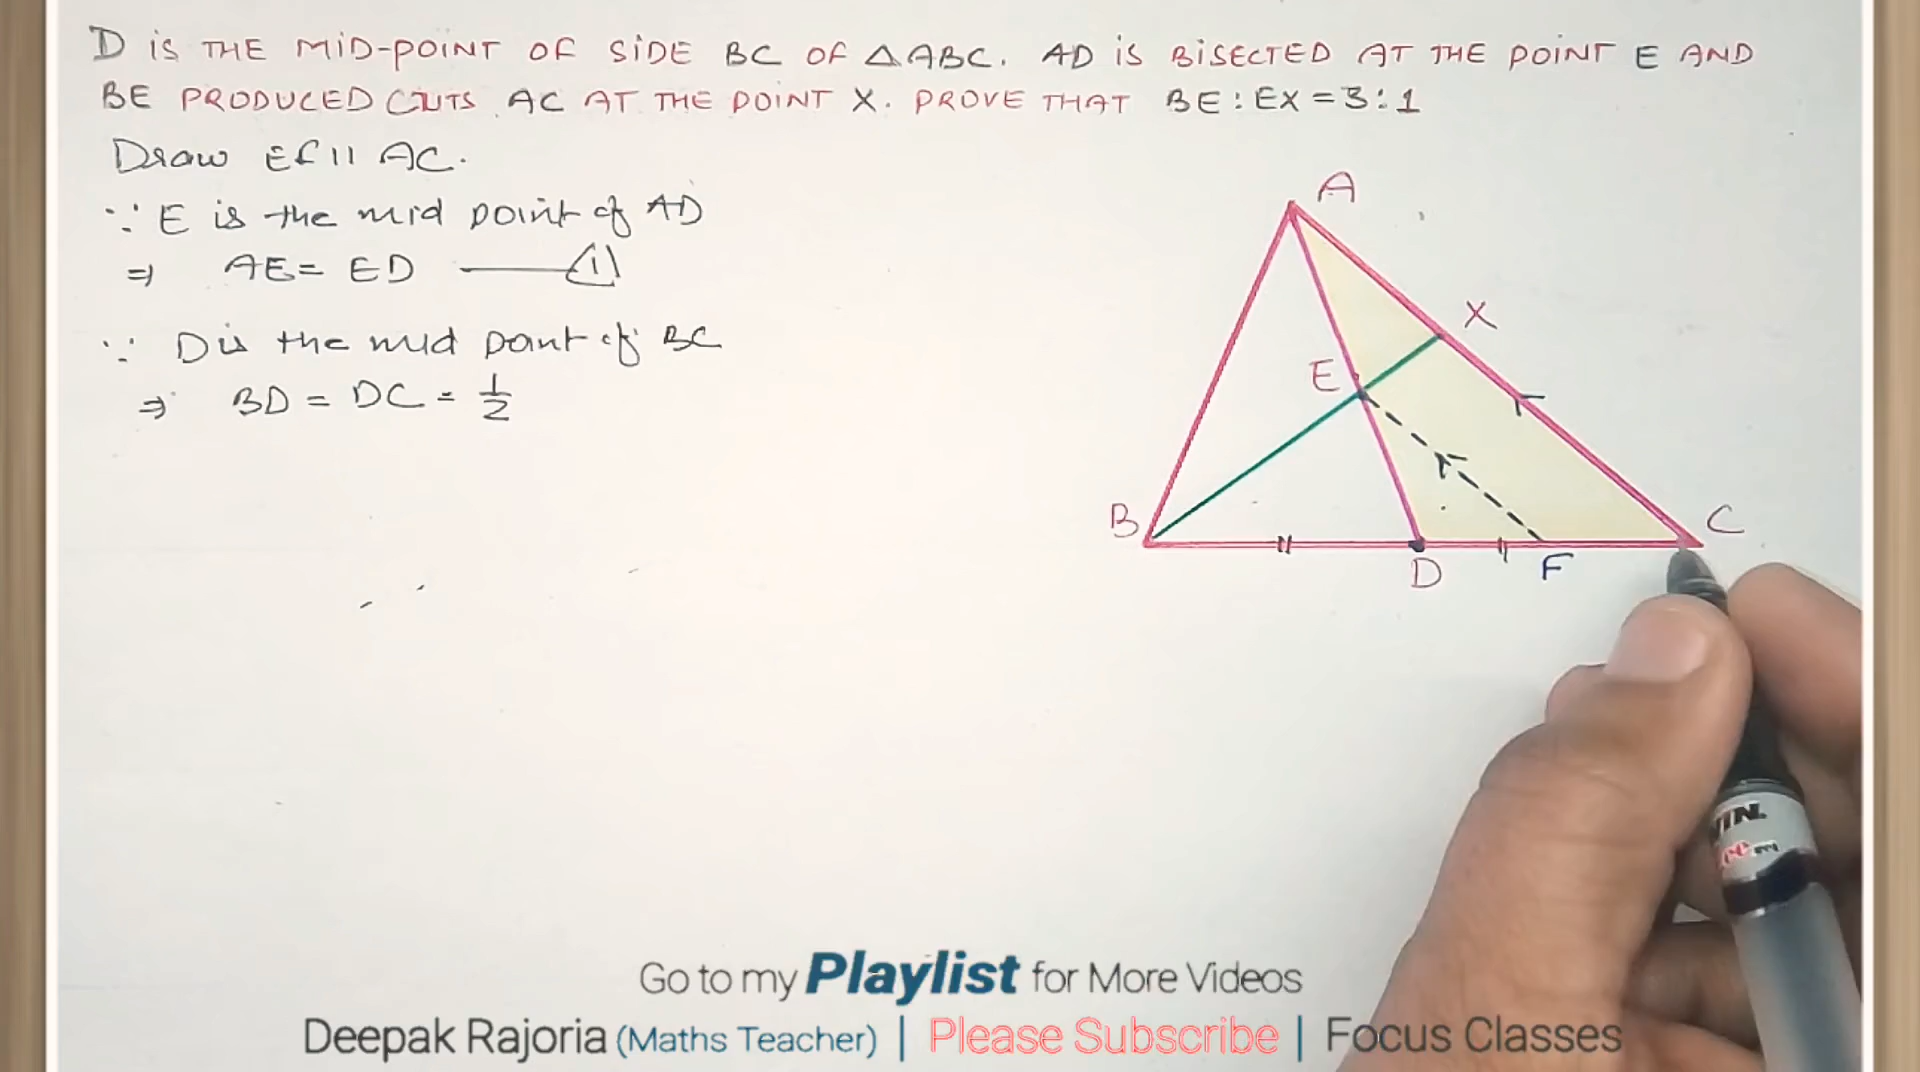 D IS THE MID-POINT OF SIDE BC OF △ABC. AD IS BISECTED AT THE POINT E AND
BE PRODUCED CUTS AC AT THE POINT X. PROVE THAT BE:EX=3:1
Draw EF || AC.
∵ E is the mid point of AD
⇒ AE = ED —— (1)
∵ D is the mid point of BC
⇒ BD = DC = 1/2
A
X
E
B
C
D
F
Go to my Playlist for More Videos
Deepak Rajoria (Maths Teacher) | Please Subscribe | Focus Classes